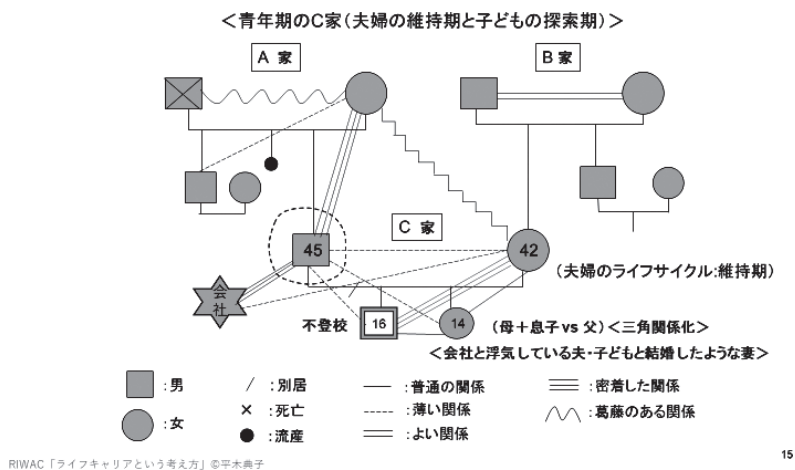 ＜青年期のC家（夫婦の維持期と子どもの探索期）＞
A 家
B 家
C 家
45
42
（夫婦のライフサイクル:維持期）
会社
不登校
16
14
（母＋息子 vs 父）＜三角関係化＞
＜会社と浮気している夫・子どもと結婚したような妻＞
:男
:別居
:普通の関係
:密着した関係
:死亡
:薄い関係
:葛藤のある関係
:女
:流産
:よい関係
15
RIWAC「ライフキャリアという考え方」©平木典子